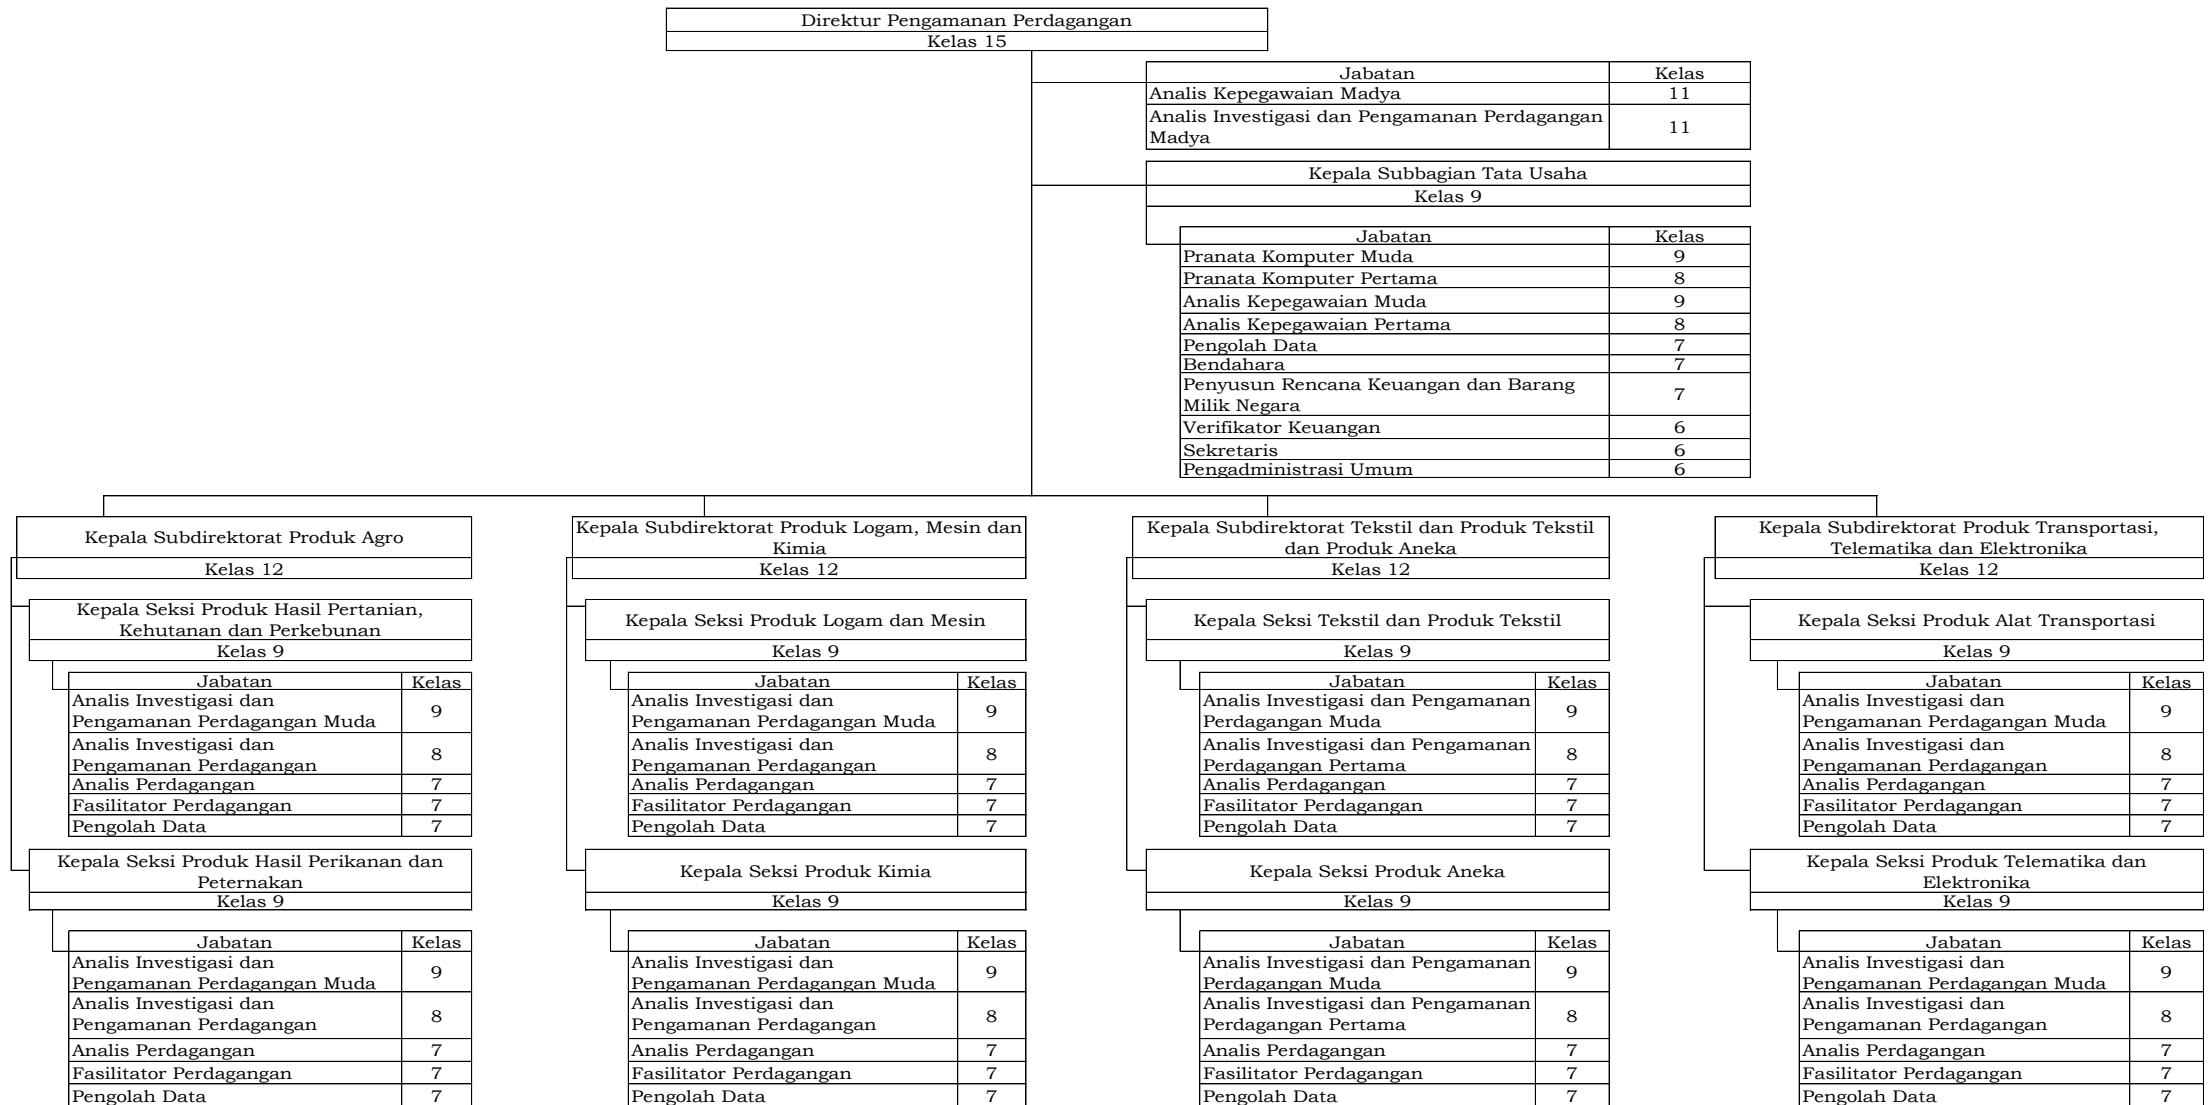 Direktur Pengamanan Perdagangan
Kelas 15
Jabatan Kelas
Analis Kepegawaian Madya 11
Analis Investigasi dan Pengamanan Perdagangan
Madya 11
Kepala Subbagian Tata Usaha
Kelas 9
Jabatan Kelas
Pranata Komputer Muda 9
Pranata Komputer Pertama 8
Analis Kepegawaian Muda 9
Analis Kepegawaian Pertama 8
Pengolah Data 7
Bendahara 7
Penyusun Rencana Keuangan dan Barang
Milik Negara 7
Verifikator Keuangan 6
Sekretaris 6
Pengadministrasi Umum 6
Kepala Subdirektorat Produk Agro
Kelas 12
Kepala Seksi Produk Hasil Pertanian,
Kehutanan dan Perkebunan
Kelas 9
Jabatan Kelas
Analis Investigasi dan
Pengamanan Perdagangan Muda 9
Analis Investigasi dan
Pengamanan Perdagangan 8
Analis Perdagangan 7
Fasilitator Perdagangan 7
Pengolah Data 7
Kepala Seksi Produk Hasil Perikanan dan
Peternakan
Kelas 9
Jabatan Kelas
Analis Investigasi dan
Pengamanan Perdagangan Muda 9
Analis Investigasi dan
Pengamanan Perdagangan 8
Analis Perdagangan 7
Fasilitator Perdagangan 7
Pengolah Data 7
Kepala Subdirektorat Produk Logam, Mesin dan
Kimia
Kelas 12
Kepala Seksi Produk Logam dan Mesin
Kelas 9
Jabatan Kelas
Analis Investigasi dan
Pengamanan Perdagangan Muda 9
Analis Investigasi dan
Pengamanan Perdagangan 8
Analis Perdagangan 7
Fasilitator Perdagangan 7
Pengolah Data 7
Kepala Seksi Produk Kimia
Kelas 9
Jabatan Kelas
Analis Investigasi dan
Pengamanan Perdagangan Muda 9
Analis Investigasi dan
Pengamanan Perdagangan 8
Analis Perdagangan 7
Fasilitator Perdagangan 7
Pengolah Data 7
Kepala Subdirektorat Tekstil dan Produk Tekstil
dan Produk Aneka
Kelas 12
Kepala Seksi Tekstil dan Produk Tekstil
Kelas 9
Jabatan Kelas
Analis Investigasi dan Pengamanan
Perdagangan Muda 9
Analis Investigasi dan Pengamanan
Perdagangan Pertama 8
Analis Perdagangan 7
Fasilitator Perdagangan 7
Pengolah Data 7
Kepala Seksi Produk Aneka
Kelas 9
Jabatan Kelas
Analis Investigasi dan Pengamanan
Perdagangan Muda 9
Analis Investigasi dan Pengamanan
Perdagangan Pertama 8
Analis Perdagangan 7
Fasilitator Perdagangan 7
Pengolah Data 7
Kepala Subdirektorat Produk Transportasi,
Telematika dan Elektronika
Kelas 12
Kepala Seksi Produk Alat Transportasi
Kelas 9
Jabatan Kelas
Analis Investigasi dan
Pengamanan Perdagangan Muda 9
Analis Investigasi dan
Pengamanan Perdagangan 8
Analis Perdagangan 7
Fasilitator Perdagangan 7
Pengolah Data 7
Kepala Seksi Produk Telematika dan
Elektronika
Kelas 9
Jabatan Kelas
Analis Investigasi dan
Pengamanan Perdagangan Muda 9
Analis Investigasi dan
Pengamanan Perdagangan 8
Analis Perdagangan 7
Fasilitator Perdagangan 7
Pengolah Data 7